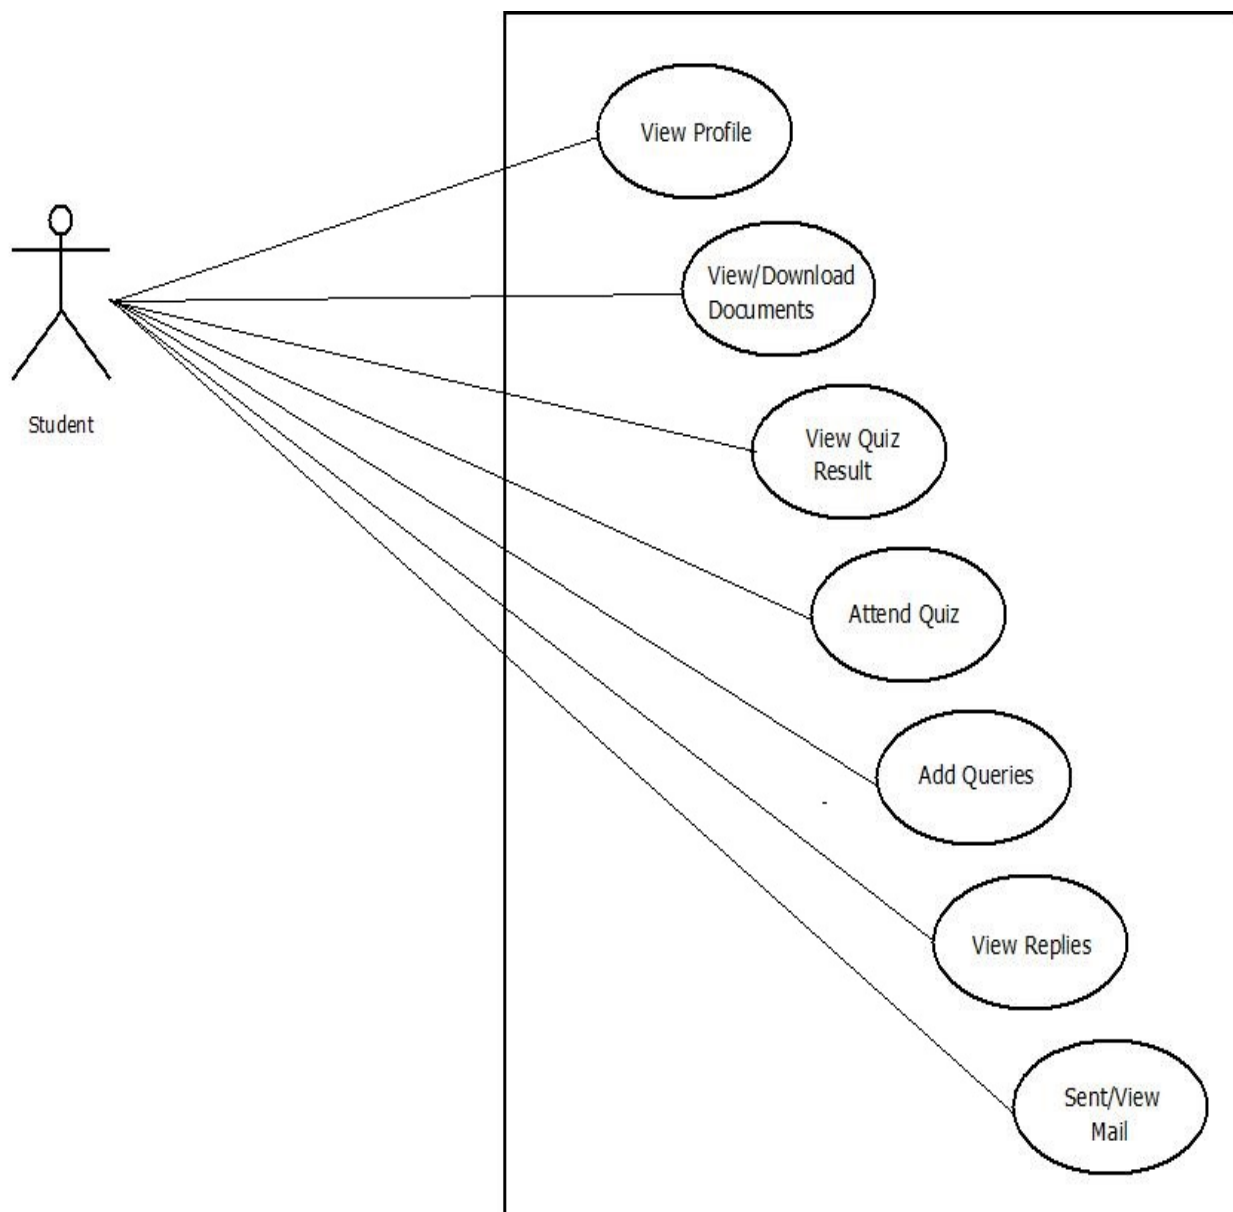 View Profile
View/Download
Documents
Student
View Quiz
Result
Attend Quiz
Add Queries
View Replies
Sent/View
Mail